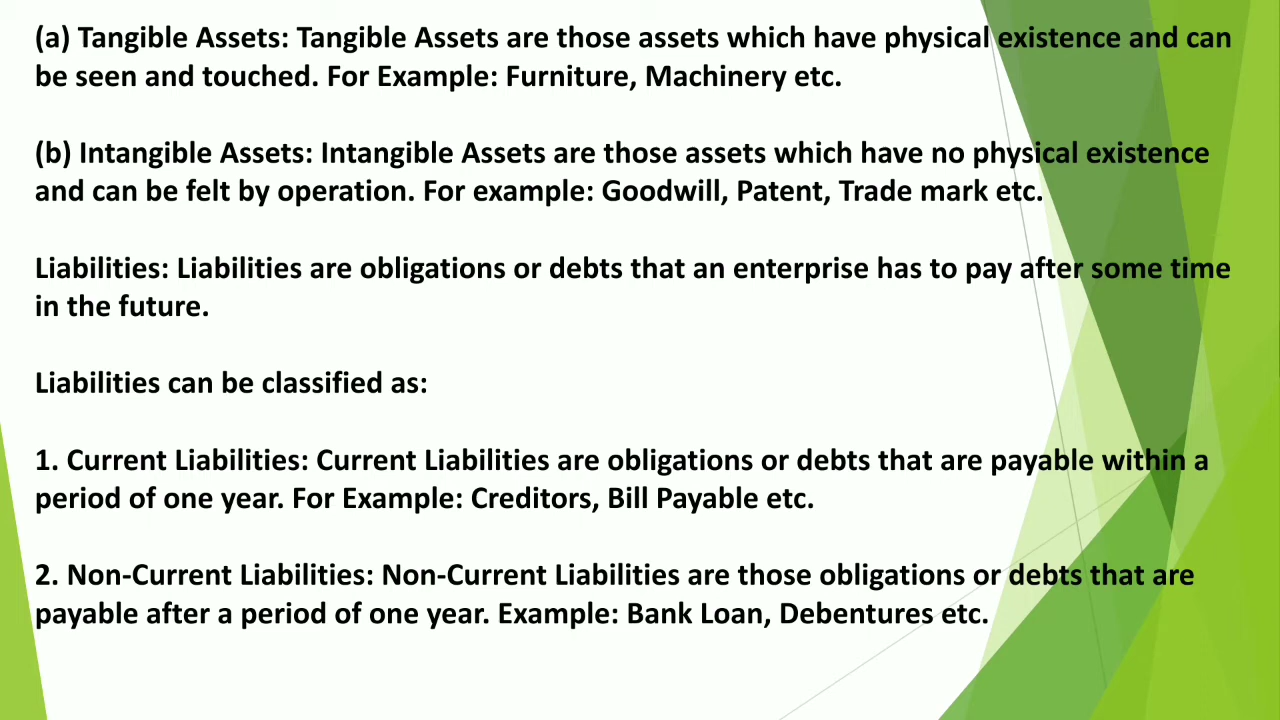 (a) Tangible Assets: Tangible Assets are those assets which have physical existence and can
be seen and touched. For Example: Furniture, Machinery etc.
(b) Intangible Assets: Intangible Assets are those assets which have no physical existence
and can be felt by operation. For example: Goodwill, Patent, Trade mark etc.
Liabilities: Liabilities are obligations or debts that an enterprise has to pay after some time
in the future.
Liabilities can be classified as:
1. Current Liabilities: Current Liabilities are obligations or debts that are payable within a
period of one year. For Example: Creditors, Bill Payable etc.
2. Non-Current Liabilities: Non-Current Liabilities are those obligations or debts that are
payable after a period of one year. Example: Bank Loan, Debentures etc.